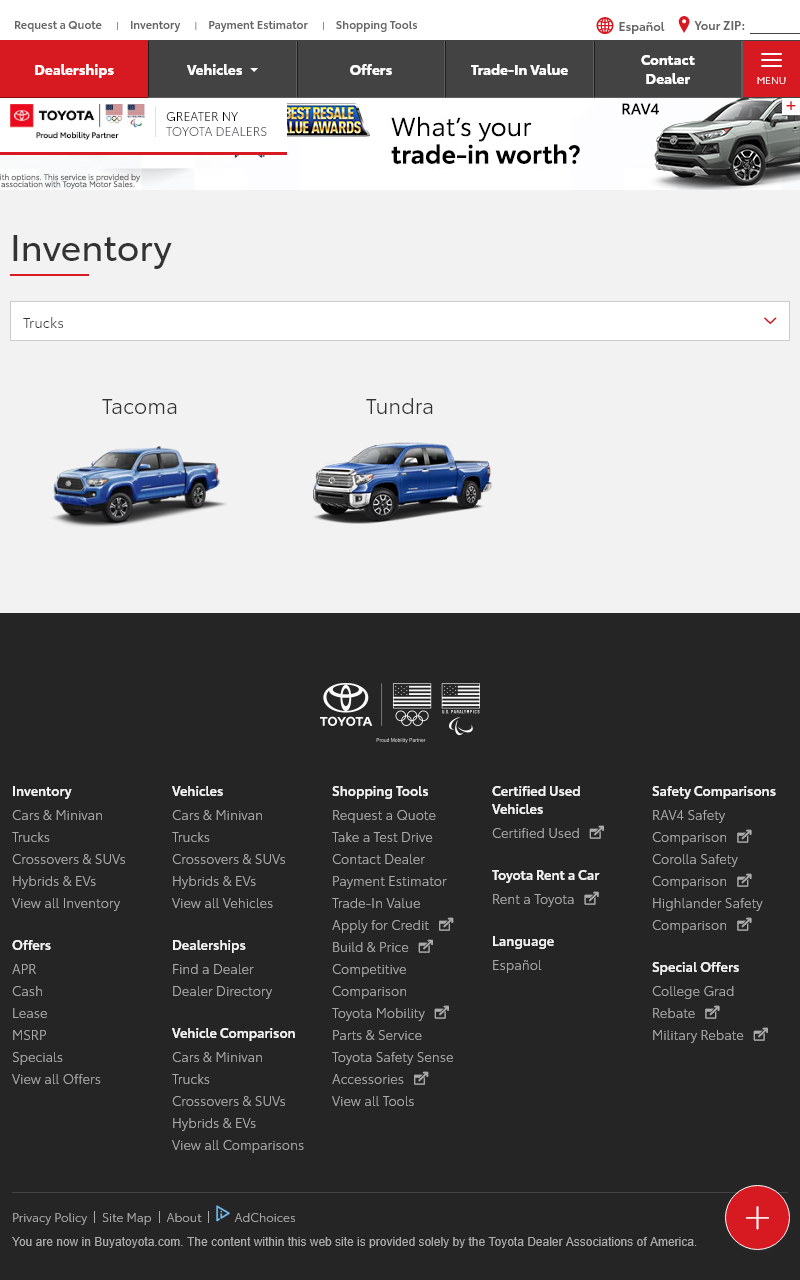 Request a Quote | Inventory | Payment Estimator | Shopping Tools
Español
Your ZIP:
Dealerships
Vehicles
Offers
Trade-In Value
Contact
Dealer
MENU
TOYOTA
Proud Mobility Partner
GREATER NY
TOYOTA DEALERS
BEST RESALE
LUE AWARDS
What's your
trade-in worth?
RAV4
ith options. This service is provided by
association with Toyota Motor Sales.
Inventory
Trucks
Tacoma
Tundra
TOYOTA
U.S. PARALYMPICS
Proud Mobility Partner
Inventory
Cars & Minivan
Trucks
Crossovers & SUVs
Hybrids & EVs
View all Inventory
Offers
APR
Cash
Lease
MSRP
Specials
View all Offers
Vehicles
Cars & Minivan
Trucks
Crossovers & SUVs
Hybrids & EVs
View all Vehicles
Dealerships
Find a Dealer
Dealer Directory
Vehicle Comparison
Cars & Minivan
Trucks
Crossovers & SUVs
Hybrids & EVs
View all Comparisons
Shopping Tools
Request a Quote
Take a Test Drive
Contact Dealer
Payment Estimator
Trade-In Value
Apply for Credit
Build & Price
Competitive
Comparison
Toyota Mobility
Parts & Service
Toyota Safety Sense
Accessories
View all Tools
Certified Used
Vehicles
Certified Used
Toyota Rent a Car
Rent a Toyota
Language
Español
Safety Comparisons
RAV4 Safety
Comparison
Corolla Safety
Comparison
Highlander Safety
Comparison
Special Offers
College Grad
Rebate
Military Rebate
Privacy Policy | Site Map | About | AdChoices
You are now in Buyatoyota.com. The content within this web site is provided solely by the Toyota Dealer Associations of America.